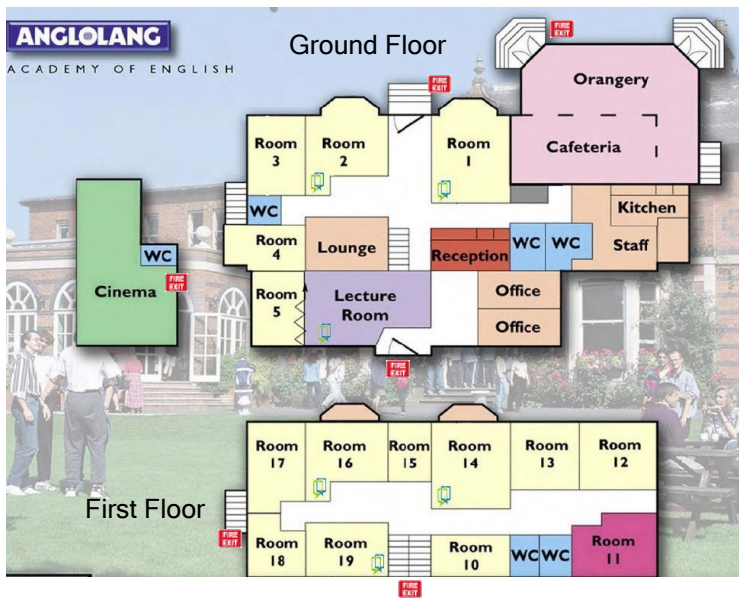 ANGLOLANG
ACADEMY OF ENGLISH
Ground Floor
FIRE
EXIT
FIRE
EXIT
Orangery
Cafeteria
Room
3
Room
2
Room
1
Kitchen
WC
Room
4
Lounge
Reception
WC
WC
Staff
WC
Cinema
FIRE
EXIT
Room
5
Lecture
Room
Office
Office
FIRE
EXIT
First Floor
Room
17
Room
16
Room
15
Room
14
Room
13
Room
12
FIRE
EXIT
Room
18
Room
19
Room
10
WC
WC
Room
11
FIRE
EXIT